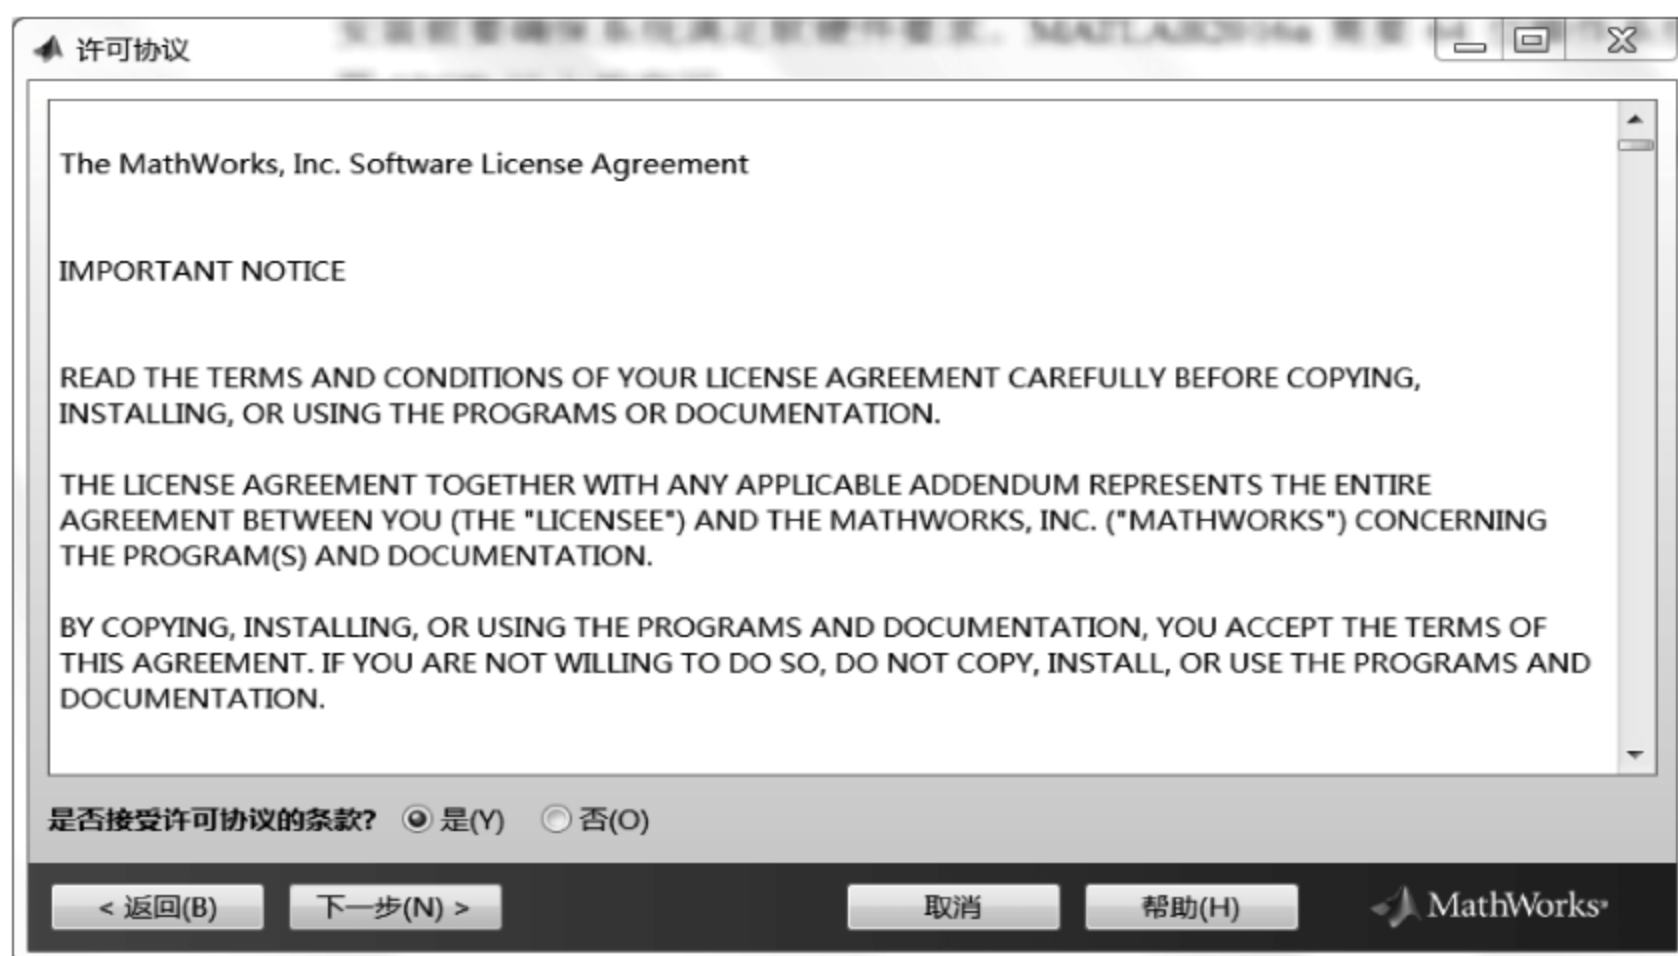 许可协议
The MathWorks, Inc. Software License Agreement
IMPORTANT NOTICE
READ THE TERMS AND CONDITIONS OF YOUR LICENSE AGREEMENT CAREFULLY BEFORE COPYING,
INSTALLING, OR USING THE PROGRAMS OR DOCUMENTATION.
THE LICENSE AGREEMENT TOGETHER WITH ANY APPLICABLE ADDENDUM REPRESENTS THE ENTIRE
AGREEMENT BETWEEN YOU (THE "LICENSEE") AND THE MATHWORKS, INC. ("MATHWORKS") CONCERNING
THE PROGRAM(S) AND DOCUMENTATION.
BY COPYING, INSTALLING, OR USING THE PROGRAMS AND DOCUMENTATION, YOU ACCEPT THE TERMS OF
THIS AGREEMENT. IF YOU ARE NOT WILLING TO DO SO, DO NOT COPY, INSTALL, OR USE THE PROGRAMS AND
DOCUMENTATION.
是否接受许可协议的条款? 是(Y) 否(O)
< 返回(B) 下一步(N) > 取消 帮助(H) MathWorks®